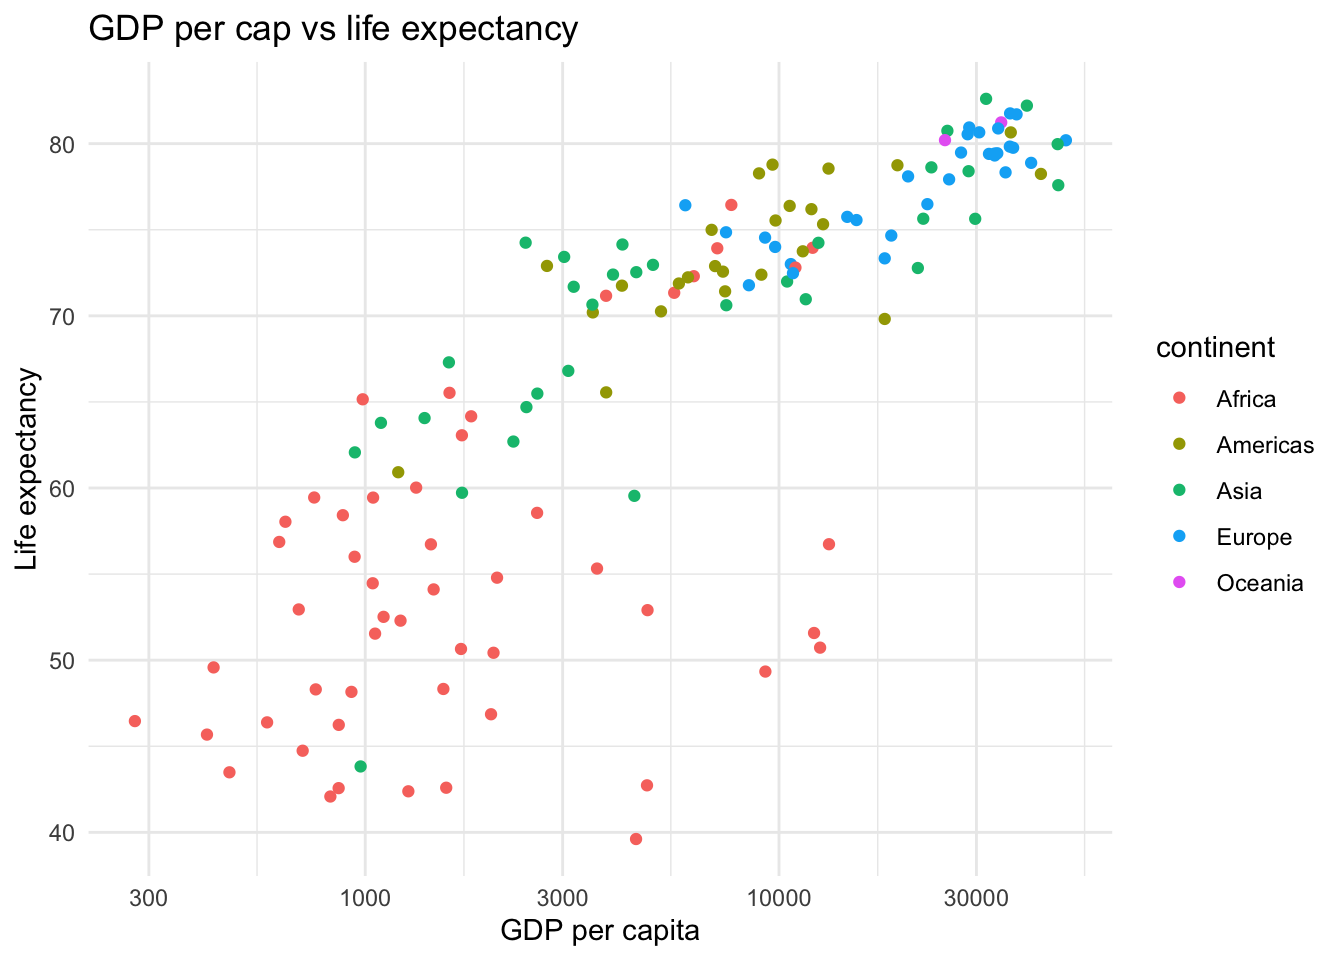 GDP per cap vs life expectancy
80
70
60
50
40
Life expectancy
300 1000 3000 10000 30000
GDP per capita
continent
Africa
Americas
Asia
Europe
Oceania